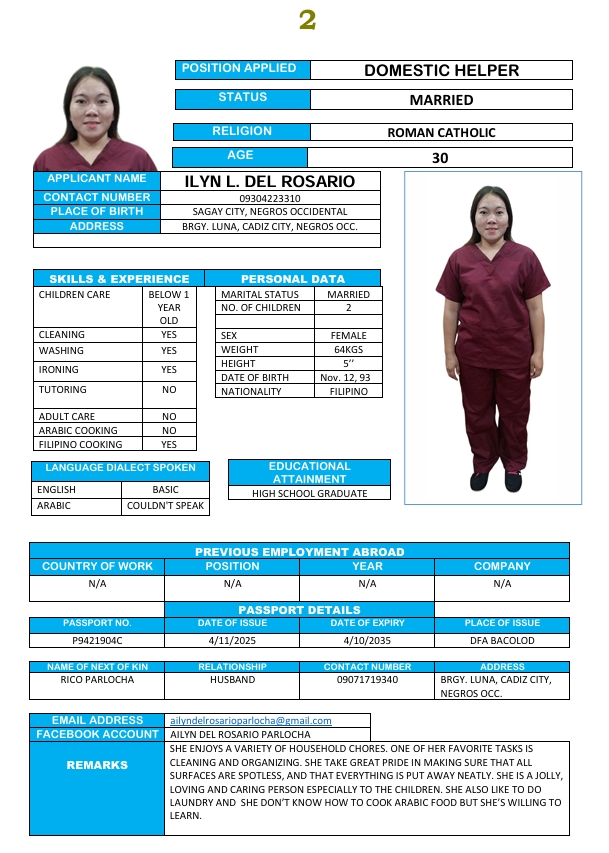 2
POSITION APPLIED DOMESTIC HELPER
STATUS MARRIED
RELIGION ROMAN CATHOLIC
AGE 30
APPLICANT NAME ILYN L. DEL ROSARIO
CONTACT NUMBER 09304223310
PLACE OF BIRTH SAGAY CITY, NEGROS OCCIDENTAL
ADDRESS BRGY. LUNA, CADIZ CITY, NEGROS OCC.
SKILLS & EXPERIENCE PERSONAL DATA
CHILDREN CARE BELOW 1 MARITAL STATUS MARRIED
YEAR NO. OF CHILDREN 2
OLD
CLEANING YES SEX FEMALE
WASHING YES WEIGHT 64KGS
HEIGHT 5’’
IRONING YES DATE OF BIRTH Nov. 12, 93
TUTORING NO NATIONALITY FILIPINO
ADULT CARE NO
ARABIC COOKING NO
FILIPINO COOKING YES
LANGUAGE DIALECT SPOKEN EDUCATIONAL
ATTAINMENT
ENGLISH BASIC HIGH SCHOOL GRADUATE
ARABIC COULDN'T SPEAK
PREVIOUS EMPLOYMENT ABROAD
COUNTRY OF WORK POSITION YEAR COMPANY
N/A N/A N/A N/A
PASSPORT DETAILS
PASSPORT NO. DATE OF ISSUE DATE OF EXPIRY PLACE OF ISSUE
P9421904C 4/11/2025 4/10/2035 DFA BACOLOD
NAME OF NEXT OF KIN RELATIONSHIP CONTACT NUMBER ADDRESS
RICO PARLOCHA HUSBAND 09071719340 BRGY. LUNA, CADIZ CITY,
NEGROS OCC.
EMAIL ADDRESS ailyndelrosarioparlocha@gmail.com
FACEBOOK ACCOUNT AILYN DEL ROSARIO PARLOCHA
REMARKS
SHE ENJOYS A VARIETY OF HOUSEHOLD CHORES. ONE OF HER FAVORITE TASKS IS
CLEANING AND ORGANIZING. SHE TAKE GREAT PRIDE IN MAKING SURE THAT ALL
SURFACES ARE SPOTLESS, AND THAT EVERYTHING IS PUT AWAY NEATLY. SHE IS A JOLLY,
LOVING AND CARING PERSON ESPECIALLY TO THE CHILDREN. SHE ALSO LIKE TO DO
LAUNDRY AND SHE DON’T KNOW HOW TO COOK ARABIC FOOD BUT SHE’S WILLING TO
LEARN.